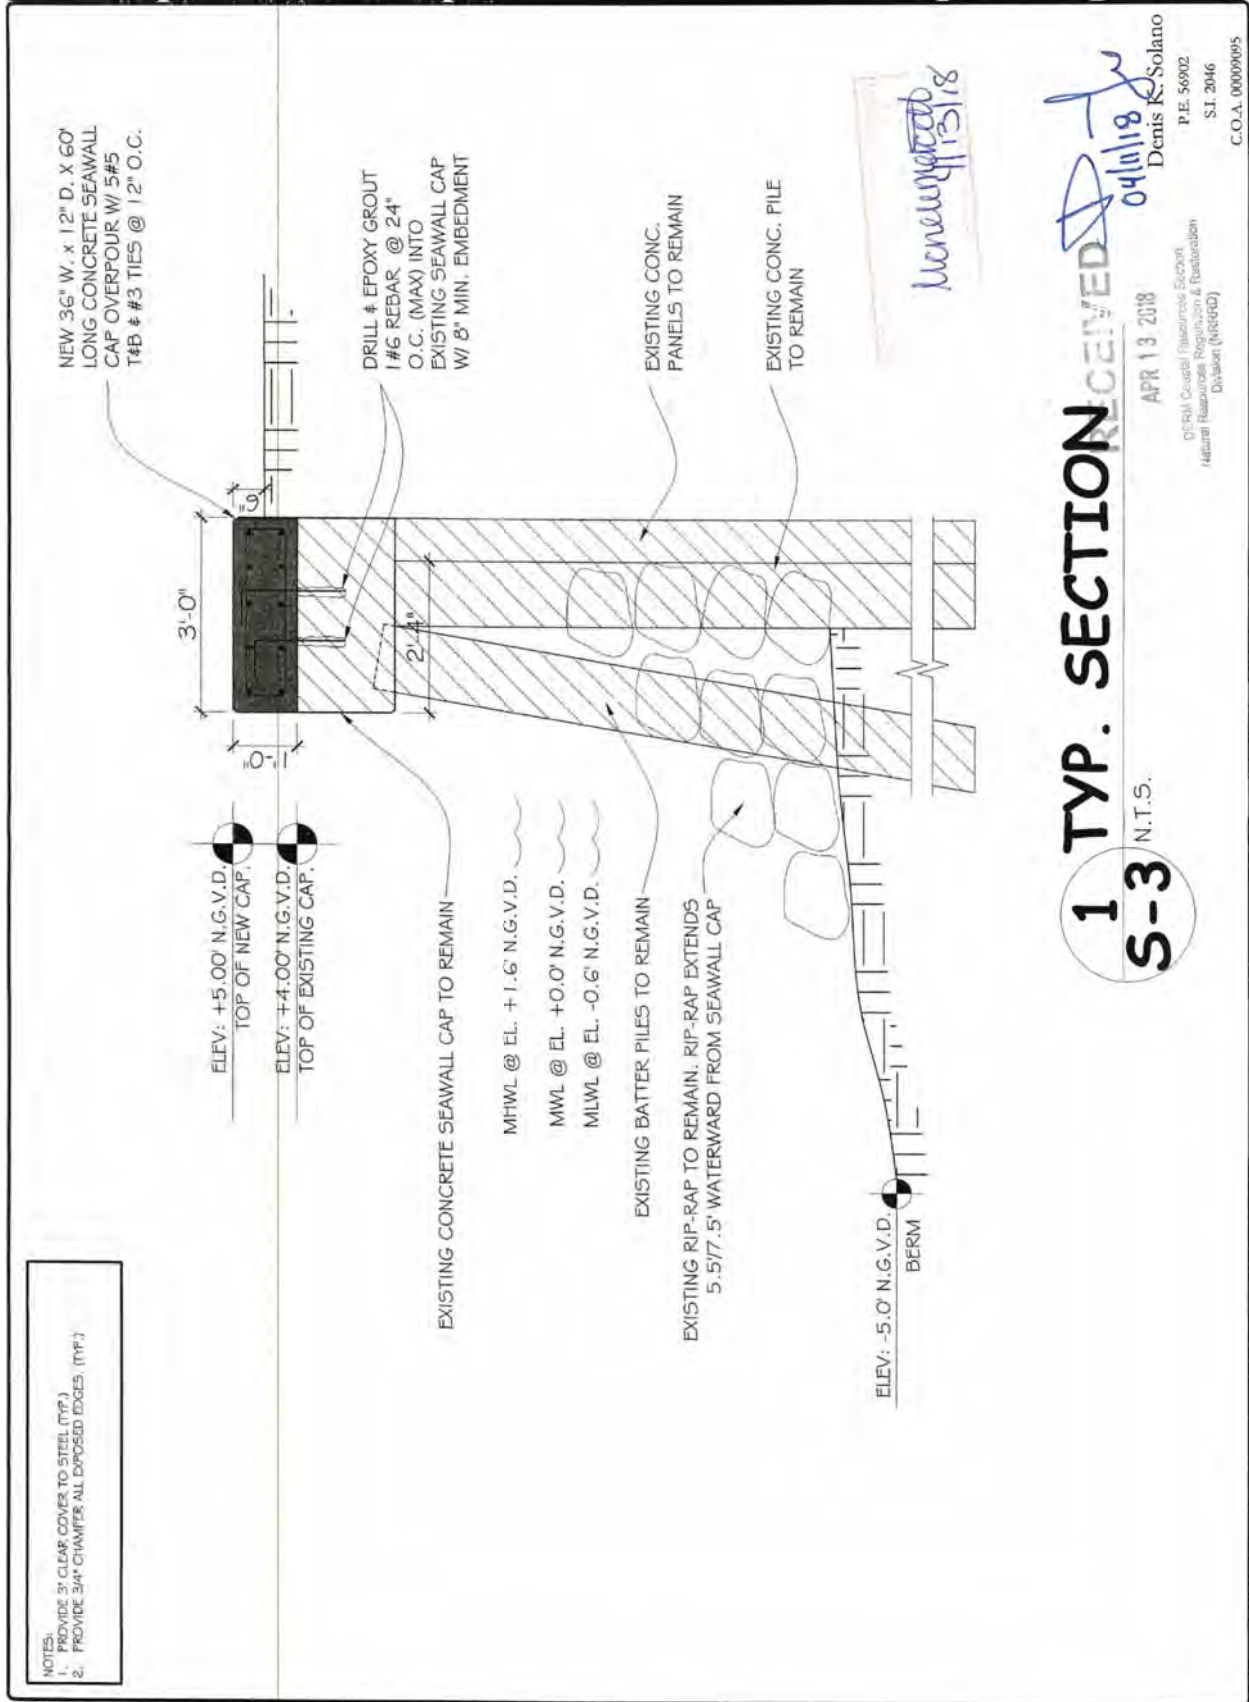 NOTES:
1. PROVIDE 3" CLEAR COVER TO STEEL (TYP.)
2. PROVIDE 3/4" CHAMFER ALL EXPOSED EDGES. (TYP.)
NEW 36" W. x 12" D. X 60'
LONG CONCRETE SEAWALL
CAP OVERPOUR W/ 5#5
T&B & #3 TIES @ 12" O.C.
3'-0"
6"
1'-0"
ELEV: +5.00' N.G.V.D.
TOP OF NEW CAP.
ELEV: +4.00' N.G.V.D.
TOP OF EXISTING CAP.
DRILL & EPOXY GROUT
1#6 REBAR @ 24"
O.C. (MAX) INTO
EXISTING SEAWALL CAP
W/ 8" MIN. EMBEDMENT
2'-4"
EXISTING CONCRETE SEAWALL CAP TO REMAIN
MHWL @ EL. +1.6' N.G.V.D.
MWL @ EL. +0.0' N.G.V.D.
MLWL @ EL. -0.6' N.G.V.D.
EXISTING CONC.
PANELS TO REMAIN
EXISTING BATTER PILES TO REMAIN
EXISTING CONC. PILE
TO REMAIN
EXISTING RIP-RAP TO REMAIN. RIP-RAP EXTENDS
5.5'/7.5' WATERWARD FROM SEAWALL CAP
ELEV: -5.0' N.G.V.D.
BERM
1
S-3
TYP. SECTION
N.T.S.
RECEIVED
APR 13 2018
DERM Coastal Resources Section
Natural Resources Regulation & Restoration
Division (NRRRD)
04/11/18
Denis K. Solano
P.E. 56902
S.I. 2046
C.O.A. 00009095